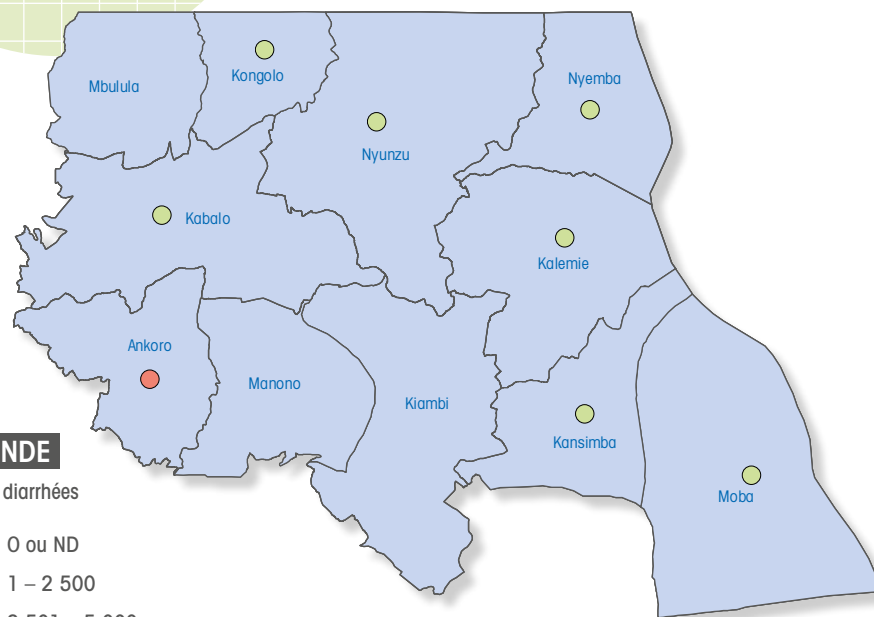 Mbulula
Kongolo
Nyemba
Nyunzu
Kabalo
Kalemie
Ankoro
Manono
Kiambi
Kansimba
Moba
NDE
diarrhées
0 ou ND
1 – 2 500